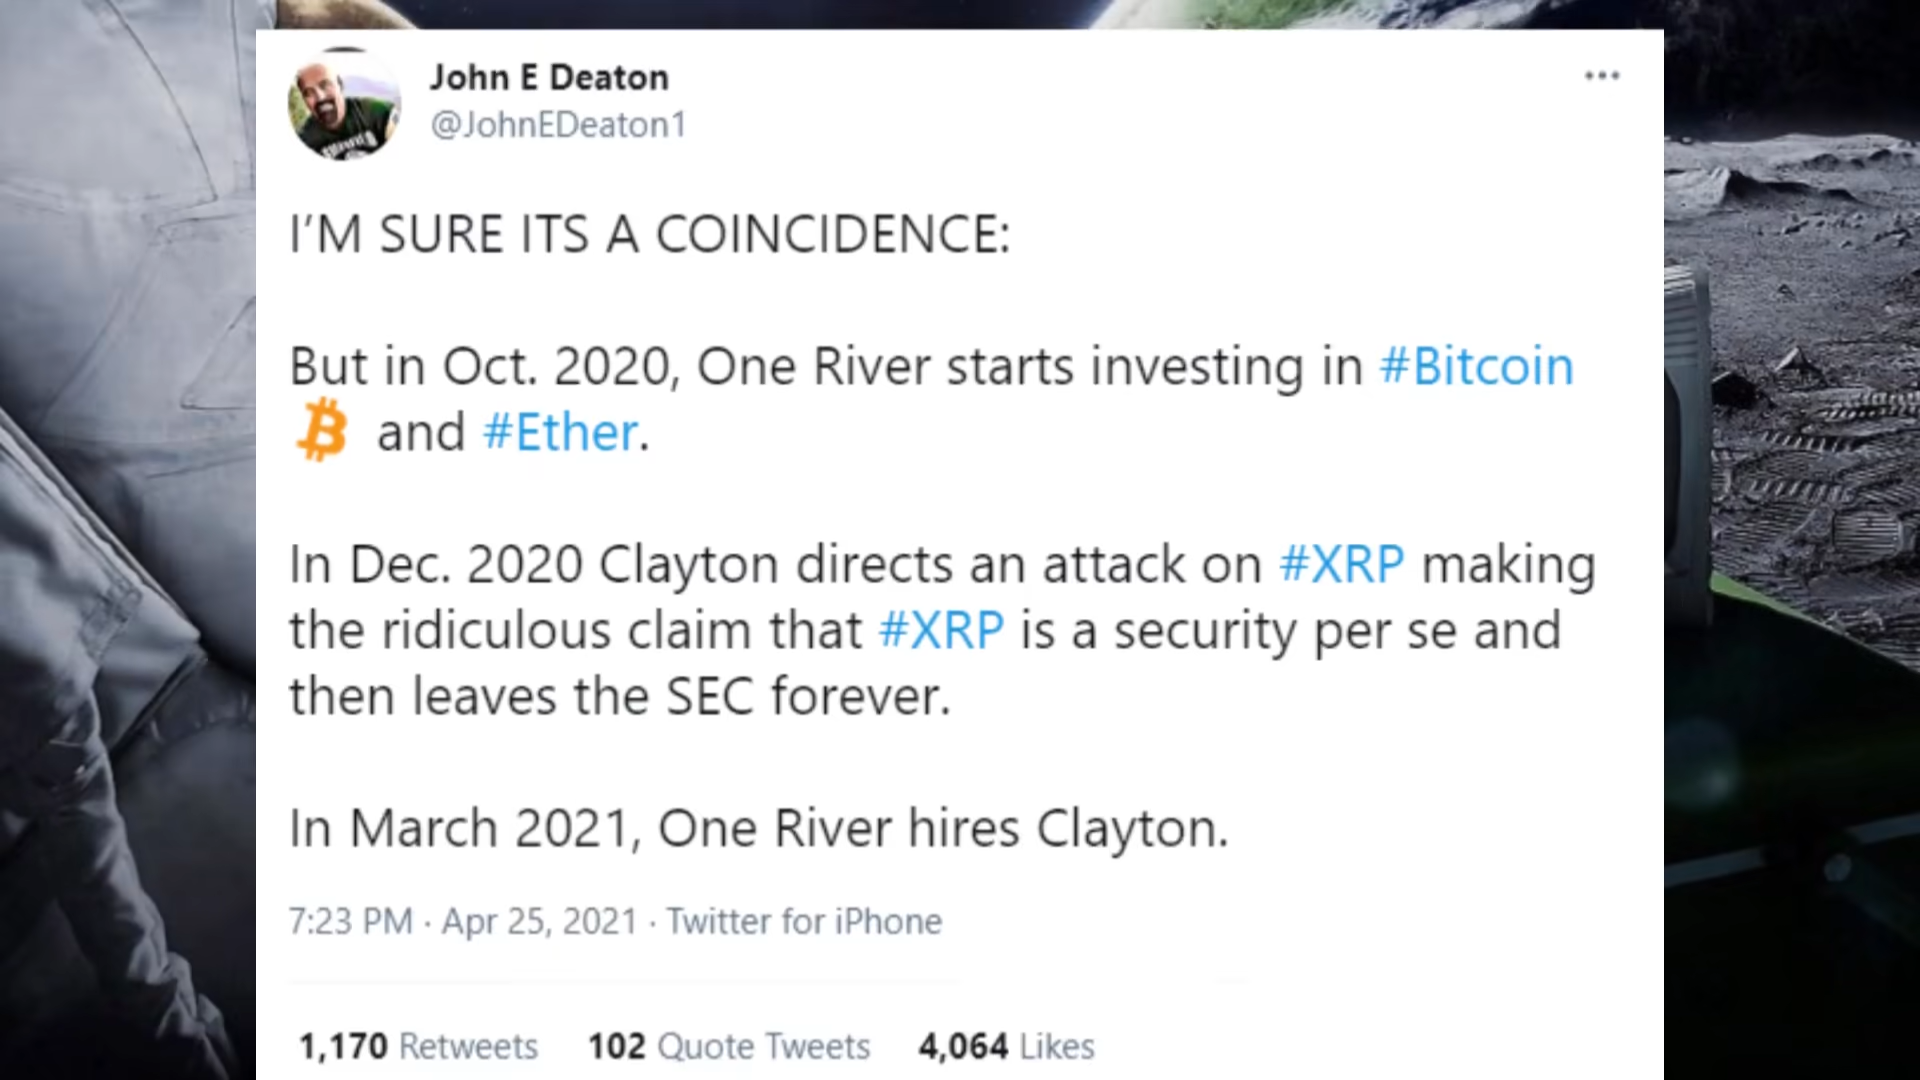 John E Deaton
@JohnEDeaton1
I'M SURE ITS A COINCIDENCE:
But in Oct. 2020, One River starts investing in #Bitcoin
₿ and #Ether.
In Dec. 2020 Clayton directs an attack on #XRP making
the ridiculous claim that #XRP is a security per se and
then leaves the SEC forever.
In March 2021, One River hires Clayton.
7:23 PM · Apr 25, 2021 · Twitter for iPhone
1,170 Retweets 102 Quote Tweets 4,064 Likes